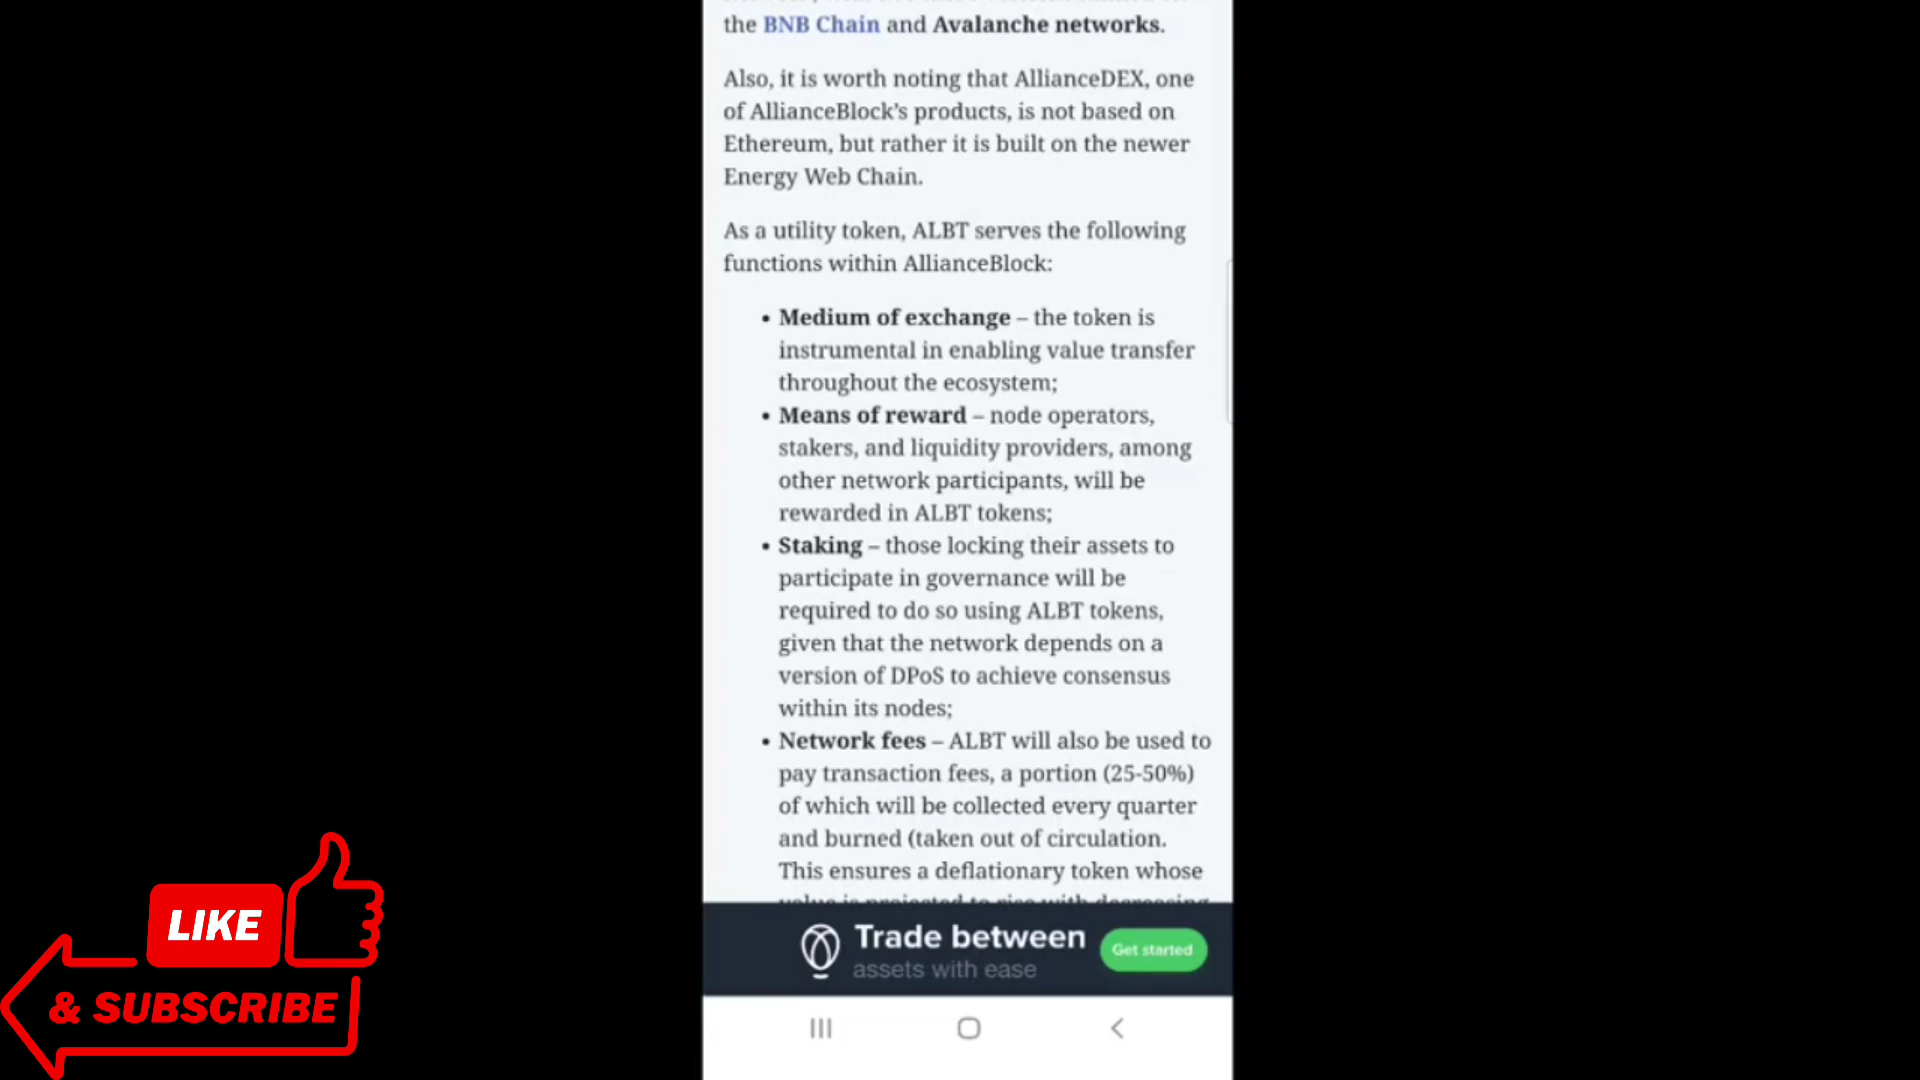 the BNB Chain and Avalanche networks.
Also, it is worth noting that AllianceDEX, one
of AllianceBlock’s products, is not based on
Ethereum, but rather it is built on the newer
Energy Web Chain.
As a utility token, ALBT serves the following
functions within AllianceBlock:
• Medium of exchange – the token is
instrumental in enabling value transfer
throughout the ecosystem;
• Means of reward – node operators,
stakers, and liquidity providers, among
other network participants, will be
rewarded in ALBT tokens;
• Staking – those locking their assets to
participate in governance will be
required to do so using ALBT tokens,
given that the network depends on a
version of DPoS to achieve consensus
within its nodes;
• Network fees – ALBT will also be used to
pay transaction fees, a portion (25-50%)
of which will be collected every quarter
and burned (taken out of circulation.
This ensures a deflationary token whose
value is projected to rise with decreasing
Trade between
assets with ease
Get started
LIKE
& SUBSCRIBE